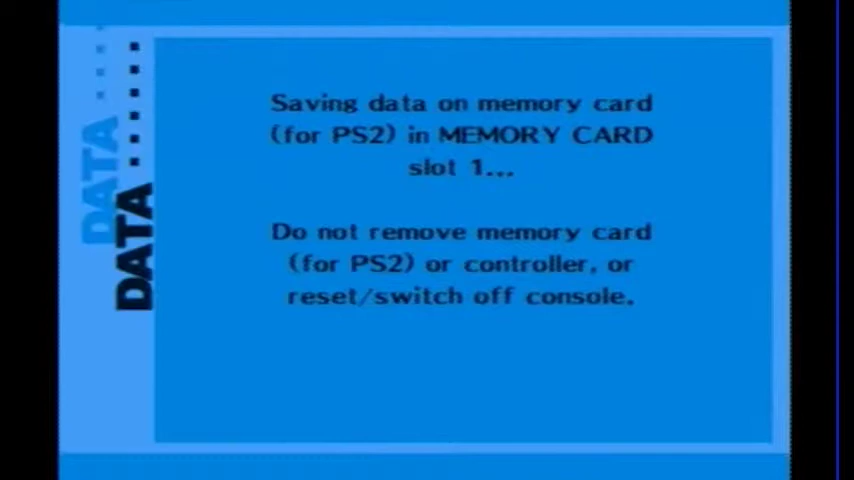 DATA
DATA
Saving data on memory card
(for PS2) in MEMORY CARD
slot 1...
Do not remove memory card
(for PS2) or controller, or
reset/switch off console.